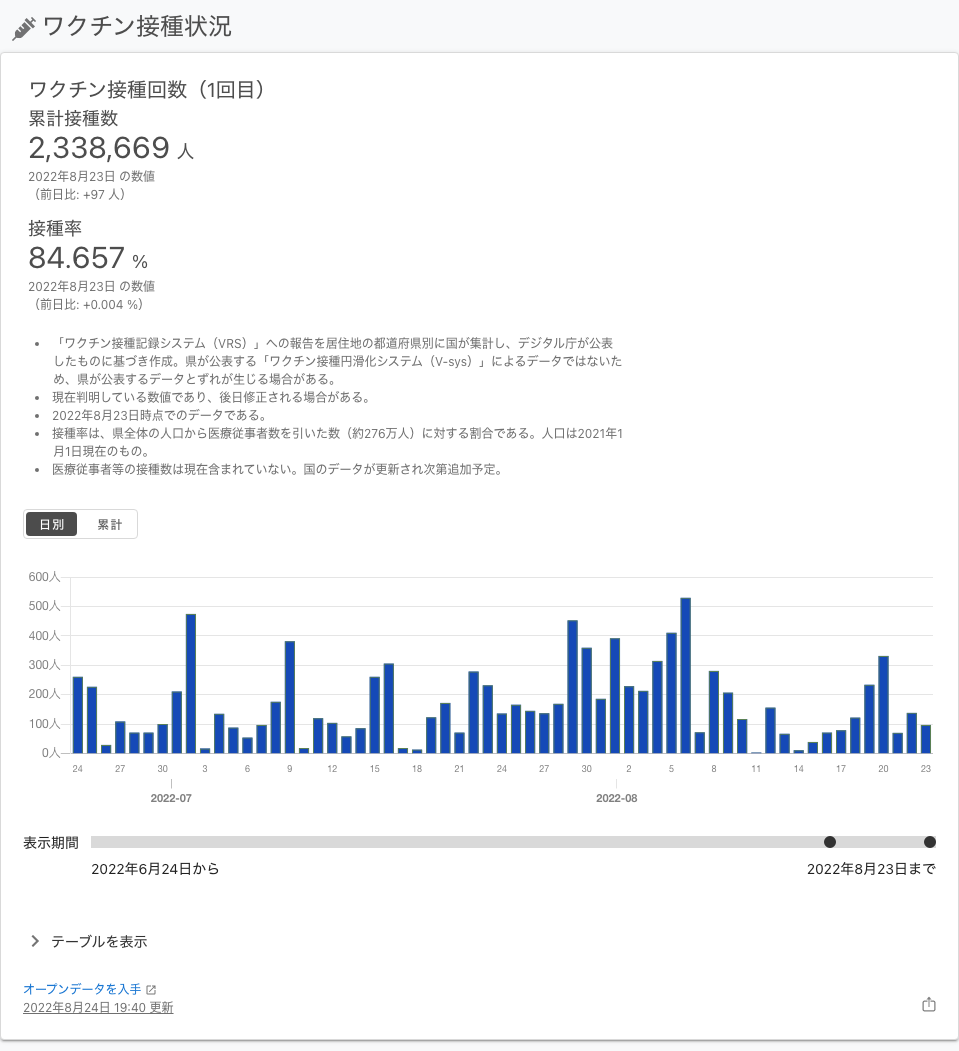 ワクチン接種状況
ワクチン接種回数（1回目）
累計接種数
2,338,669 人
2022年8月23日 の数値
（前日比: +97 人）
接種率
84.657 %
2022年8月23日 の数値
（前日比: +0.004 %）
• 「ワクチン接種記録システム（VRS）」への報告を居住地の都道府県別に国が集計し、デジタル庁が公表
したものに基づき作成。県が公表する「ワクチン接種円滑化システム（V-sys）」によるデータではないた
め、県が公表するデータとずれが生じる場合がある。
• 現在判明している数値であり、後日修正される場合がある。
• 2022年8月23日時点でのデータである。
• 接種率は、県全体の人口から医療従事者数を引いた数（約276万人）に対する割合である。人口は2021年1
月1日現在のもの。
• 医療従事者等の接種数は現在含まれていない。国のデータが更新され次第追加予定。
日別 累計
600人
500人
400人
300人
200人
100人
0人
24 27 30 3 6 9 12 15 18 21 24 27 30 2 5 8 11 14 17 20 23
2022-07 2022-08
表示期間
2022年6月24日から 2022年8月23日まで
テーブルを表示
オープンデータを入手
2022年8月24日 19:40 更新